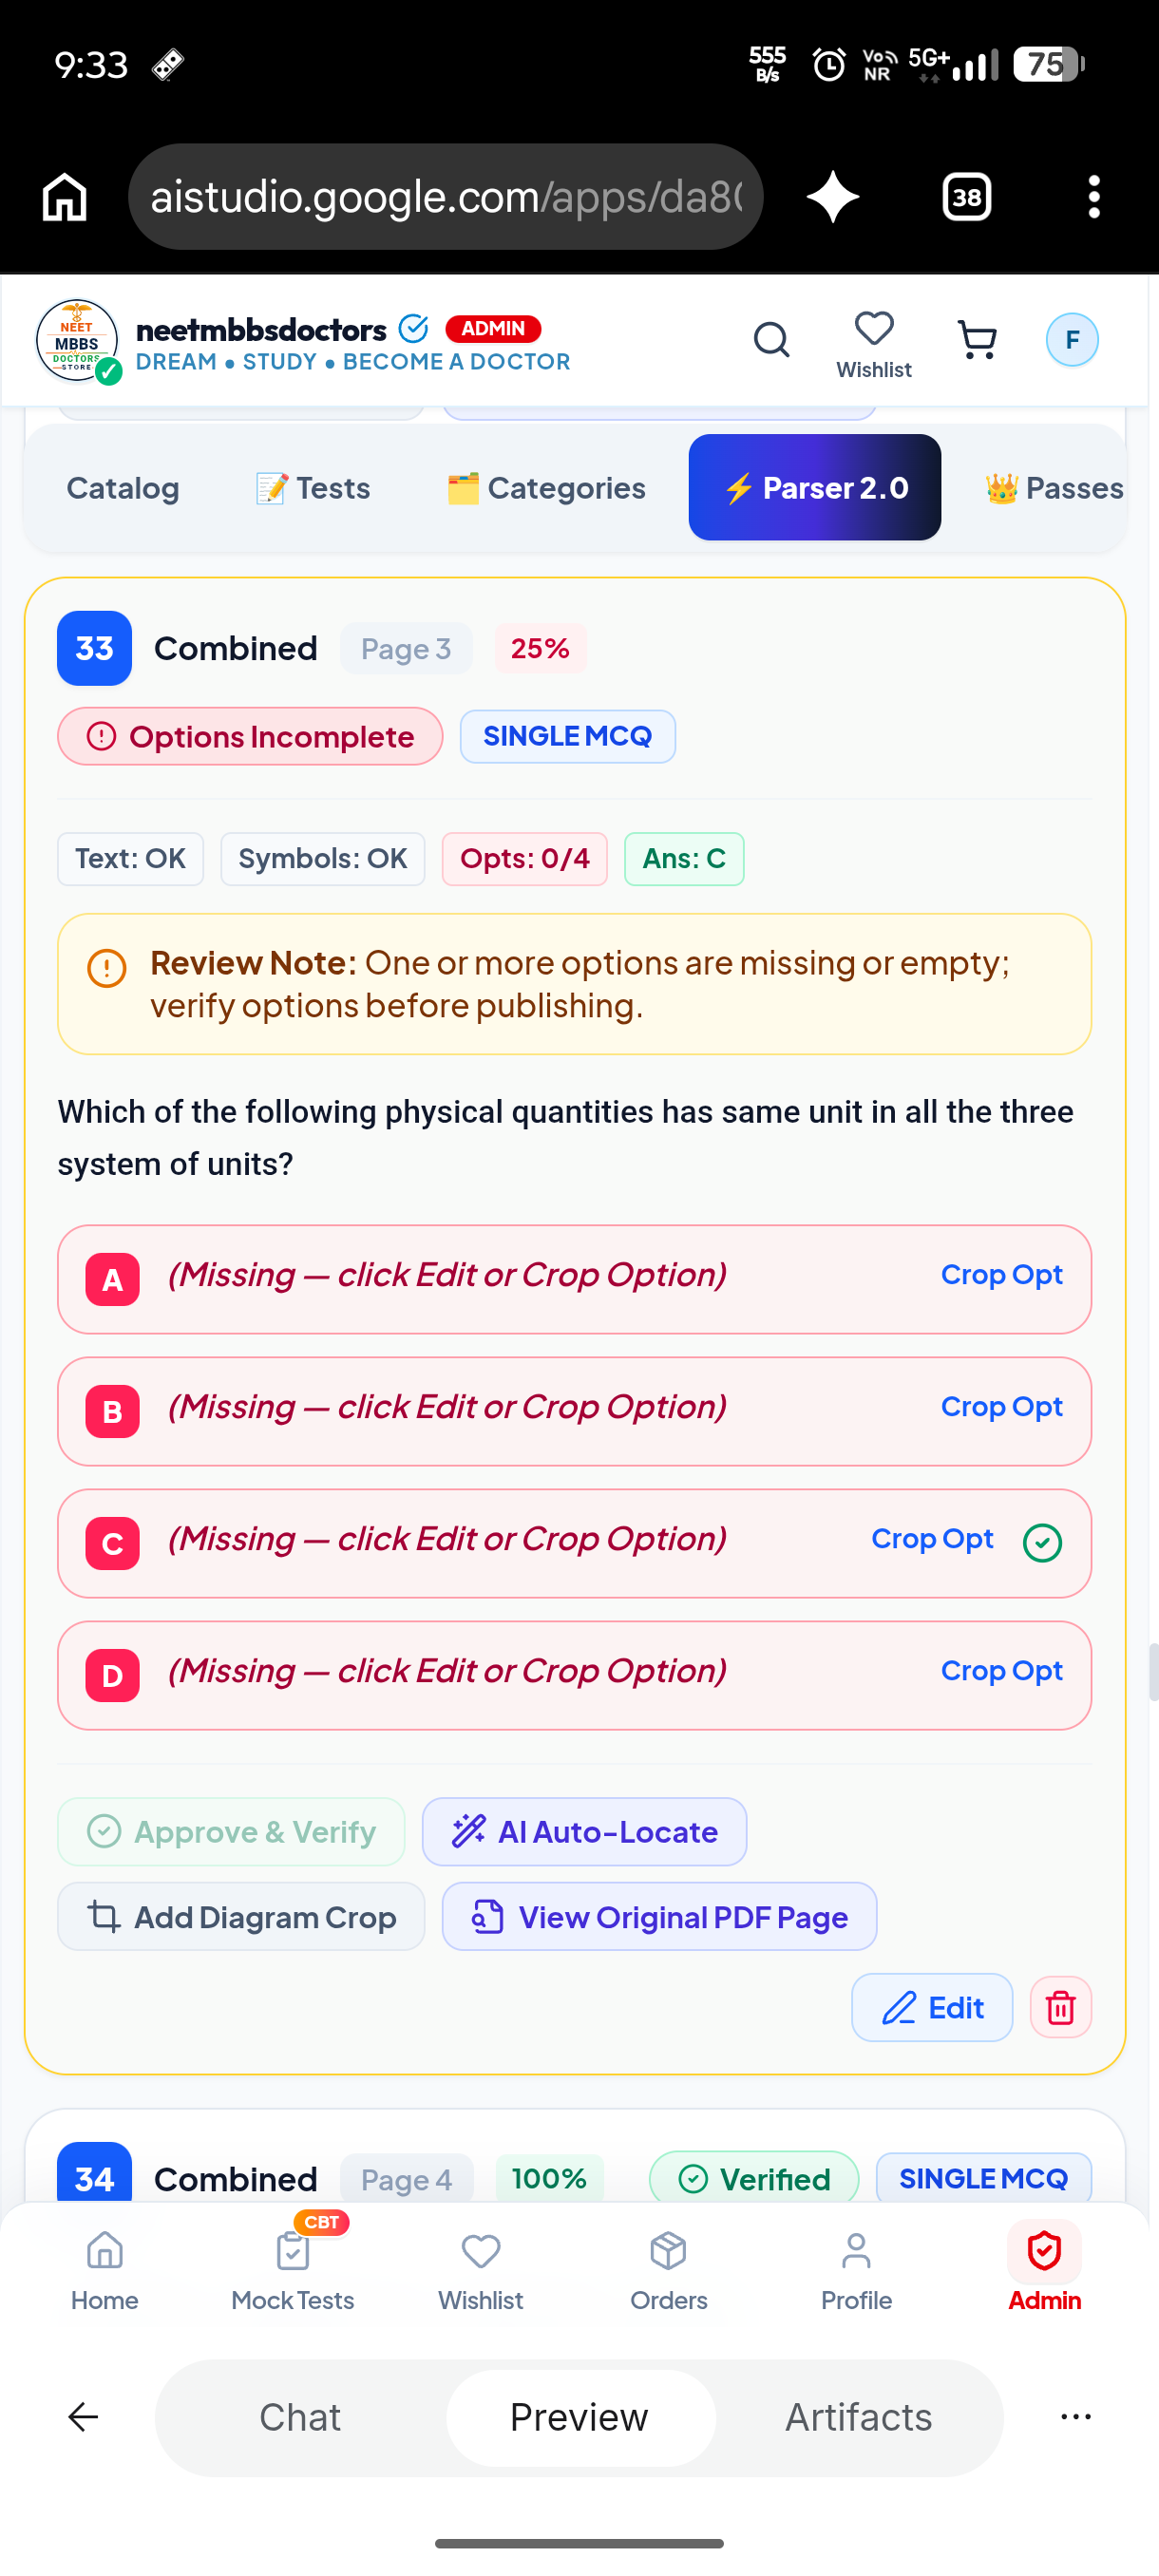 9:33
555 B/s
Vo NR
5G+
75
aistudio.google.com/apps/da8
38
NEET
MBBS
DOCTORS
STORE
neetmbbsdoctors ADMIN
DREAM • STUDY • BECOME A DOCTOR
Wishlist
F
Catalog
📝 Tests
🗂️ Categories
⚡ Parser 2.0
👑 Passes
33 Combined Page 3 25%
Options Incomplete SINGLE MCQ
Text: OK Symbols: OK Opts: 0/4 Ans: C
Review Note: One or more options are missing or empty;
verify options before publishing.
Which of the following physical quantities has same unit in all the three
system of units?
A (Missing — click Edit or Crop Option) Crop Opt
B (Missing — click Edit or Crop Option) Crop Opt
C (Missing — click Edit or Crop Option) Crop Opt
D (Missing — click Edit or Crop Option) Crop Opt
Approve & Verify AI Auto-Locate
Add Diagram Crop View Original PDF Page
Edit
34 Combined Page 4 100% Verified SINGLE MCQ
CBT
Home Mock Tests Wishlist Orders Profile Admin
Chat Preview Artifacts